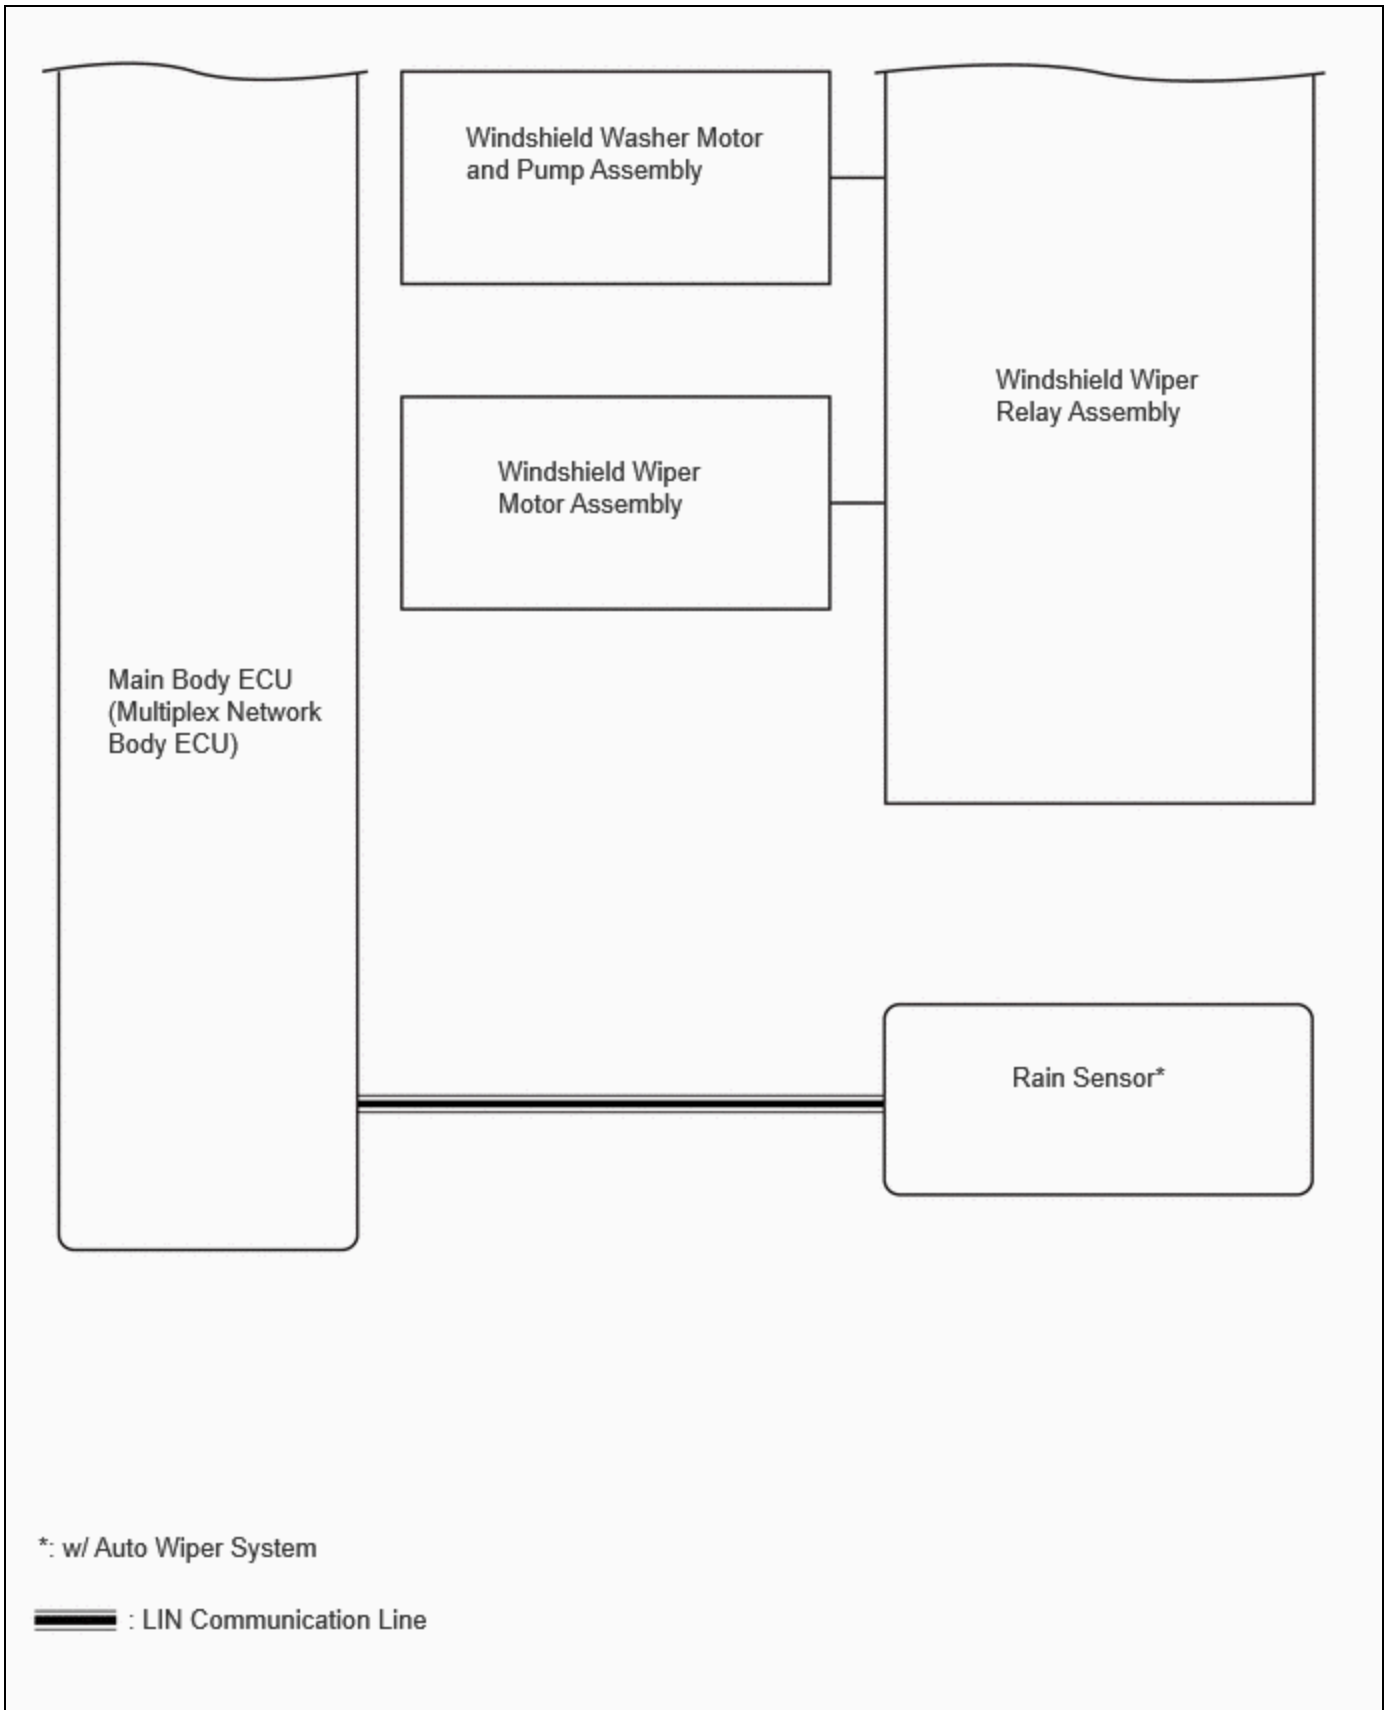 Windshield Washer Motor
and Pump Assembly
Windshield Wiper
Relay Assembly
Windshield Wiper
Motor Assembly
Main Body ECU
(Multiplex Network
Body ECU)
Rain Sensor*
*: w/ Auto Wiper System
: LIN Communication Line